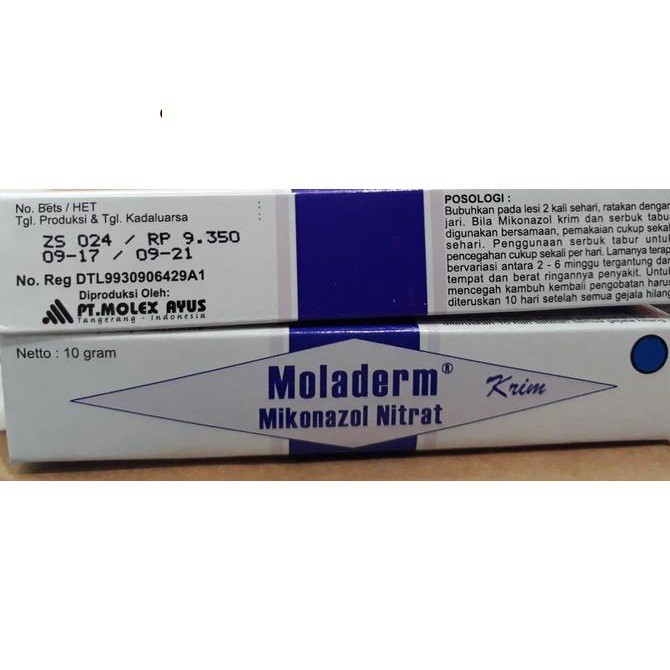 No. Bets / HET
Tgl. Produksi & Tgl. Kadaluarsa
ZS 024 / RP 9.350
09-17 / 09-21
No. Reg DTL9930906429A1
Diproduksi Oleh:
PT.MOLEX AYUS
Tangerang - Indonesia
POSOLOGI :
Bubuhkan pada lesi 2 kali sehari, ratakan dengan
jari. Bila Mikonazol krim dan serbuk tabu
digunakan bersamaan, pemakaian cukup sekal
sehari. Penggunaan serbuk tabur untuk
pencegahan cukup sekali per hari. Lamanya terap
bervariasi antara 2 - 6 minggu tergantung dar
tempat dan berat ringannya penyakit. Untuk
mencegah kambuh kembali pengobatan harus
diteruskan 10 hari setelah semua gejala hilang
Netto : 10 gram
Moladerm® Krim
Mikonazol Nitrat